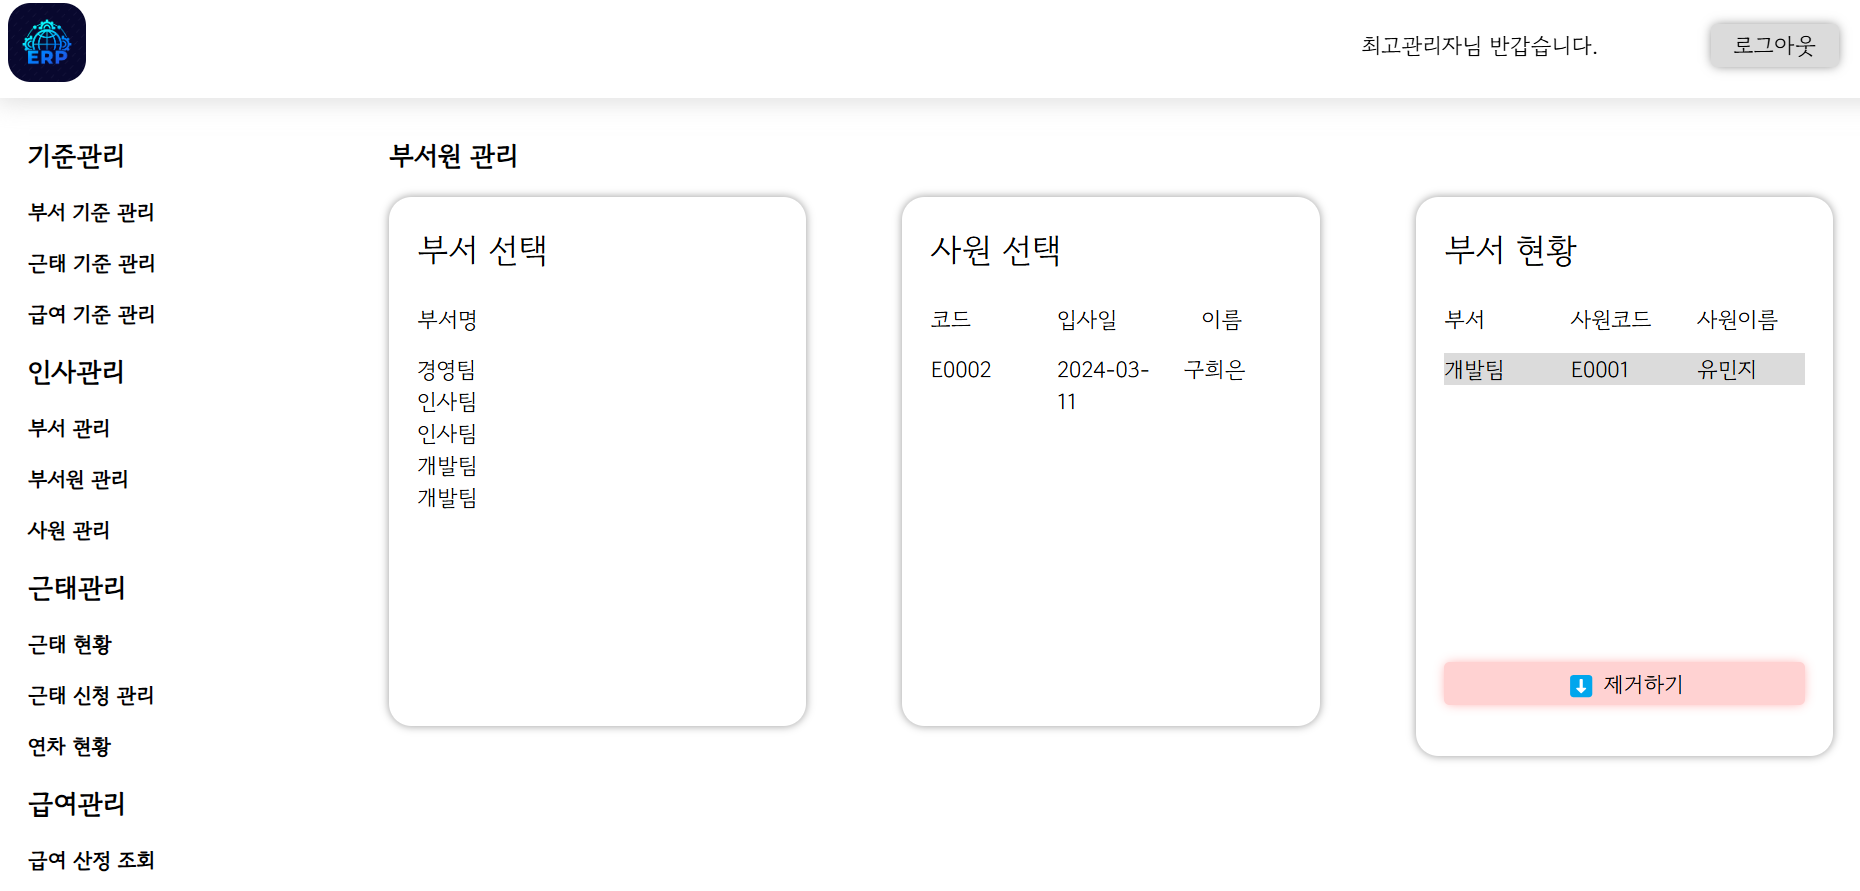 ERP
최고관리자님 반갑습니다.
로그아웃
기준관리
부서 기준 관리
근태 기준 관리
급여 기준 관리
인사관리
부서 관리
부서원 관리
사원 관리
근태관리
근태 현황
근태 신청 관리
연차 현황
급여관리
급여 산정 조회
부서원 관리
부서 선택
부서명
경영팀
인사팀
인사팀
개발팀
개발팀
사원 선택
코드 입사일 이름
E0002 2024-03- 구희은
11
부서 현황
부서 사원코드 사원이름
개발팀 E0001 유민지
제거하기